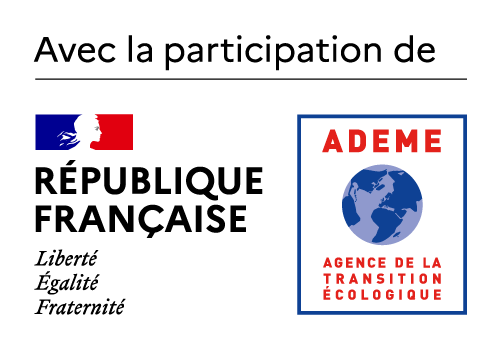 Avec la participation de
RÉPUBLIQUE
FRANÇAISE
Liberté
Égalité
Fraternité
ADEME
AGENCE DE LA
TRANSITION
ÉCOLOGIQUE